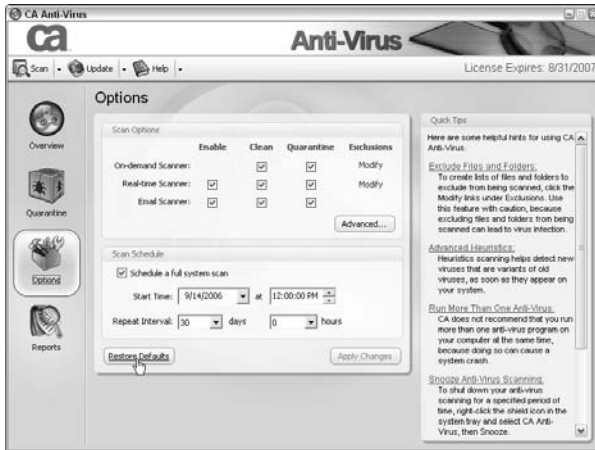 CA Anti-Virus
ca
Anti-Virus
Scan
Update
Help
License Expires: 8/31/2007
Overview
Quarantine
Options
Reports
Options
Scan Options
Enable Clean Quarantine Exclusions
On-demand Scanner: Modify
Real-time Scanner: Modify
Email Scanner:
Advanced...
Scan Schedule
Schedule a full system scan
Start Time: 9/14/2006 at 12:00:00 PM
Repeat Interval: 30 days 0 hours
Restore Defaults
Apply Changes
Quick Tips
Here are some helpful hints for using CA
Anti-Virus.
Exclude Files and Folders:
To create lists of files and folders to
exclude from being scanned, click the
Modify links under Exclusions. Use
this feature with caution, because
excluding files and folders from being
scanned can lead to virus infection.
Advanced Heuristics:
Heuristics scanning helps detect new
viruses that are variants of old
viruses, as soon as they appear on
your system.
Run More Than One Anti-Virus:
CA does not recommend that you run
more than one anti-virus program on
your computer at the same time,
because doing so can cause a
system crash.
Snooze Anti-Virus Scanning:
To shut down your anti-virus
scanning for a specified period of
time, right-click the shield icon in the
system tray and select CA Anti-
Virus, then Snooze.